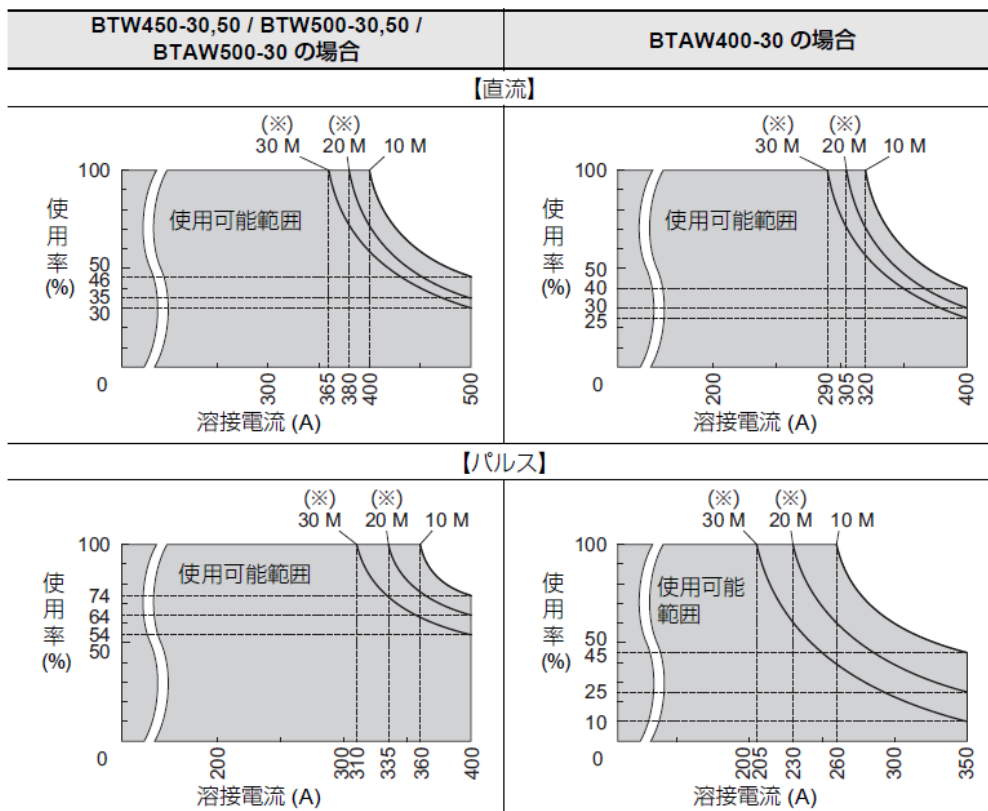 BTW450-30,50 / BTW500-30,50 /
BTAW500-30 の場合
BTAW400-30 の場合
【直流】
(※) (※)
30 M 20 M 10 M
使用可能範囲
使用率(%)
100
50
46
35
30
0
300
365
380
400
500
溶接電流 (A)
(※) (※)
30 M 20 M 10 M
使用可能範囲
使用率(%)
100
50
40
30
25
0
200
290
305
320
400
溶接電流 (A)
【パルス】
(※) (※)
30 M 20 M 10 M
使用可能範囲
使用率(%)
100
74
64
54
50
0
200
300
310
335
360
400
溶接電流 (A)
(※) (※)
30 M 20 M 10 M
使用可能
範囲
使用率(%)
100
50
45
25
10
0
200
205
230
260
300
350
溶接電流 (A)